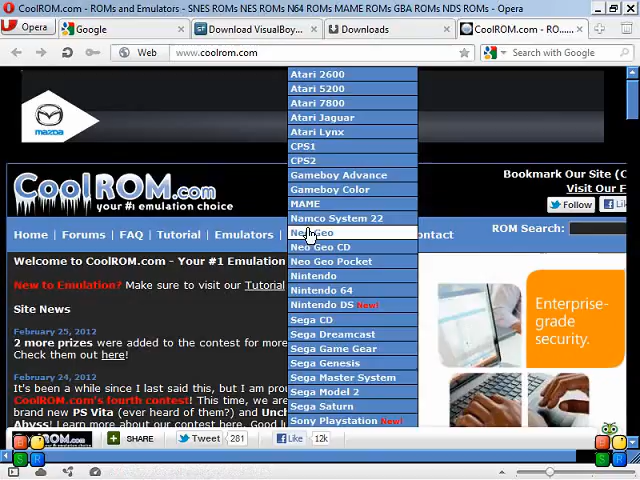 CoolROM.com - ROMs and Emulators - SNES ROMs NES ROMs N64 ROMs MAME ROMs GBA ROMs NDS ROMs - Opera
Opera
Google
Download VisualBoy...
Downloads
CoolROM.com - RO...
Web
www.coolrom.com
Search with Google
mazda
Atari 2600
Atari 5200
Atari 7800
Atari Jaguar
Atari Lynx
CPS1
CPS2
Gameboy Advance
Gameboy Color
MAME
Namco System 22
Neo Geo
Neo Geo CD
Neo Geo Pocket
Nintendo
Nintendo 64
Nintendo DS New!
Sega CD
Sega Dreamcast
Sega Game Gear
Sega Genesis
Sega Master System
Sega Model 2
Sega Saturn
Sony Playstation New!
CoolROM.com
your #1 emulation choice
Bookmark Our Site (C
Follow
Home | Forums | FAQ | Tutorial | Emulators
ROM Search:
Welcome to CoolROM.com - Your #1 Emulation
New to Emulation? Make sure to visit our Tutorial
Site News
February 25, 2012
2 more prizes were added to the contest for more
Check them out here!
February 24, 2012
It's been a while since I last said this, but I am pro
CoolROM.com's fourth contest! This time
brand new PS Vita (ever heard of them?) and Unch
Abyss! Learn more about our contest here. Good L
Enterprise-
grade
security.
SHARE
Tweet
281
Like
12k